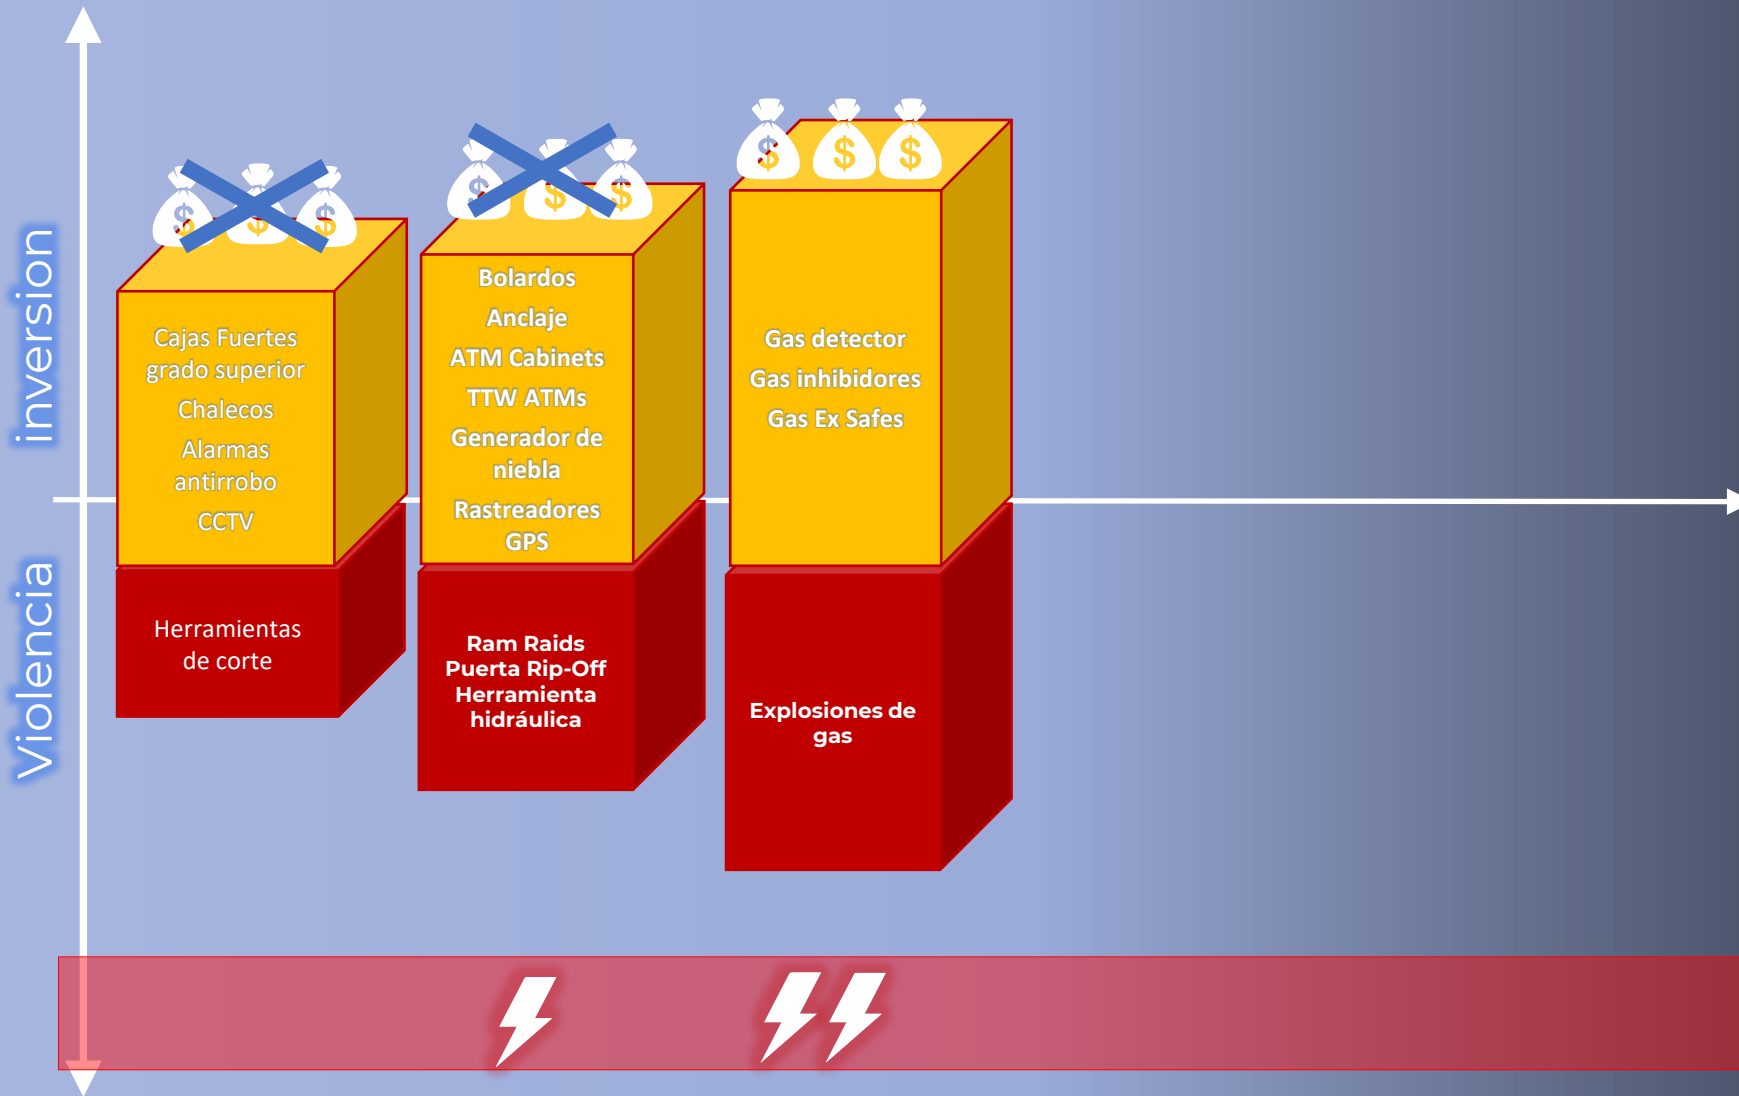 inversion
Violencia
Cajas Fuertes
grado superior
Chalecos
Alarmas
antirrobo
CCTV
Herramientas
de corte
Bolardos
Anclaje
ATM Cabinets
TTW ATMs
Generador de
niebla
Rastreadores
GPS
Ram Raids
Puerta Rip-Off
Herramienta
hidráulica
Gas detector
Gas inhibidores
Gas Ex Safes
Explosiones de
gas
$ $ $
$ $ $
$ $ $